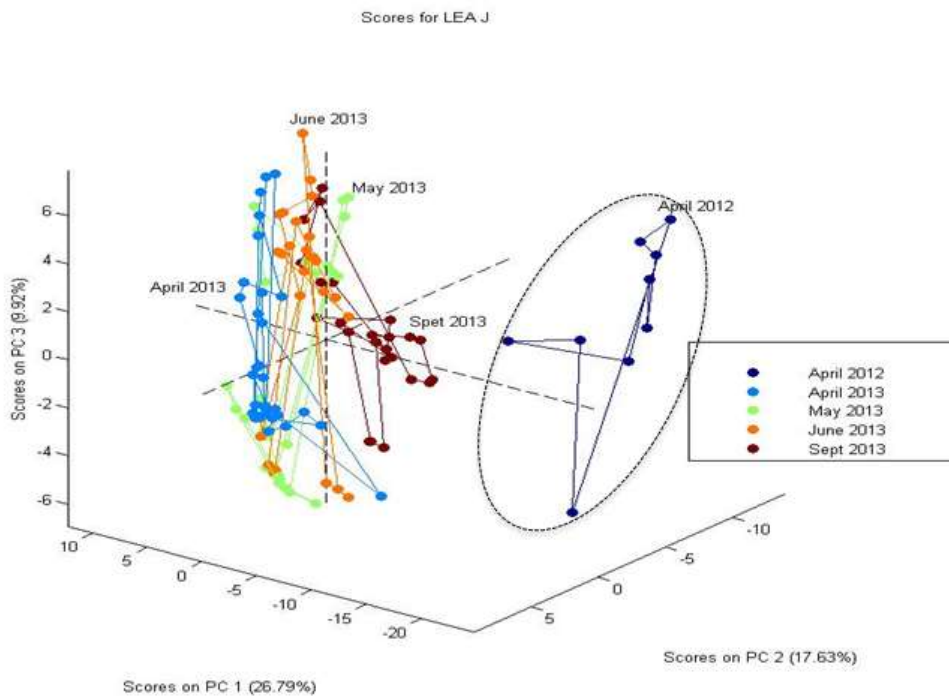 Scores for LEA J
June 2013
May 2013
April 2012
April 2013
Spet 2013
Scores on PC 3 (9.92%)
6
4
2
0
-2
-4
-6
10
5
0
-5
-10
-15
-20
Scores on PC 1 (26.79%)
5
0
-5
-10
Scores on PC 2 (17.63%)
April 2012
April 2013
May 2013
June 2013
Sept 2013